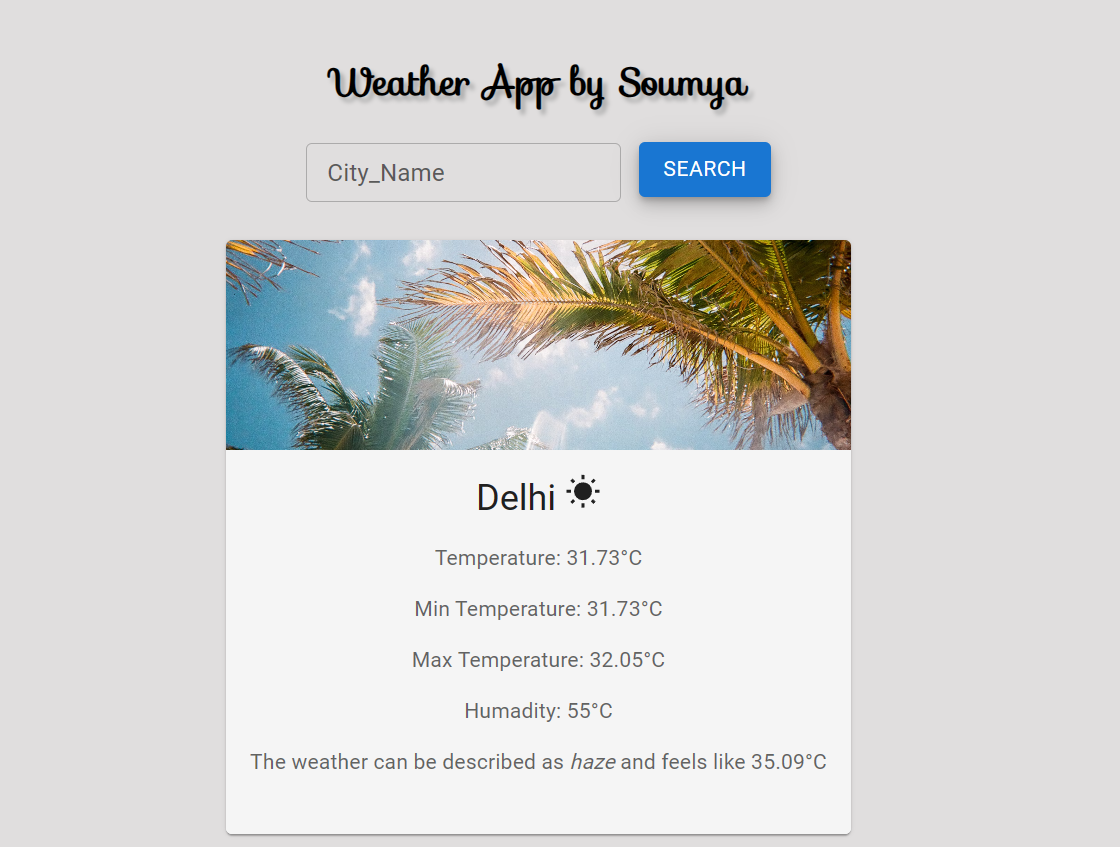 Weather App by Soumya
City_Name
SEARCH
Delhi
Temperature: 31.73°C
Min Temperature: 31.73°C
Max Temperature: 32.05°C
Humadity: 55°C
The weather can be described as haze and feels like 35.09°C